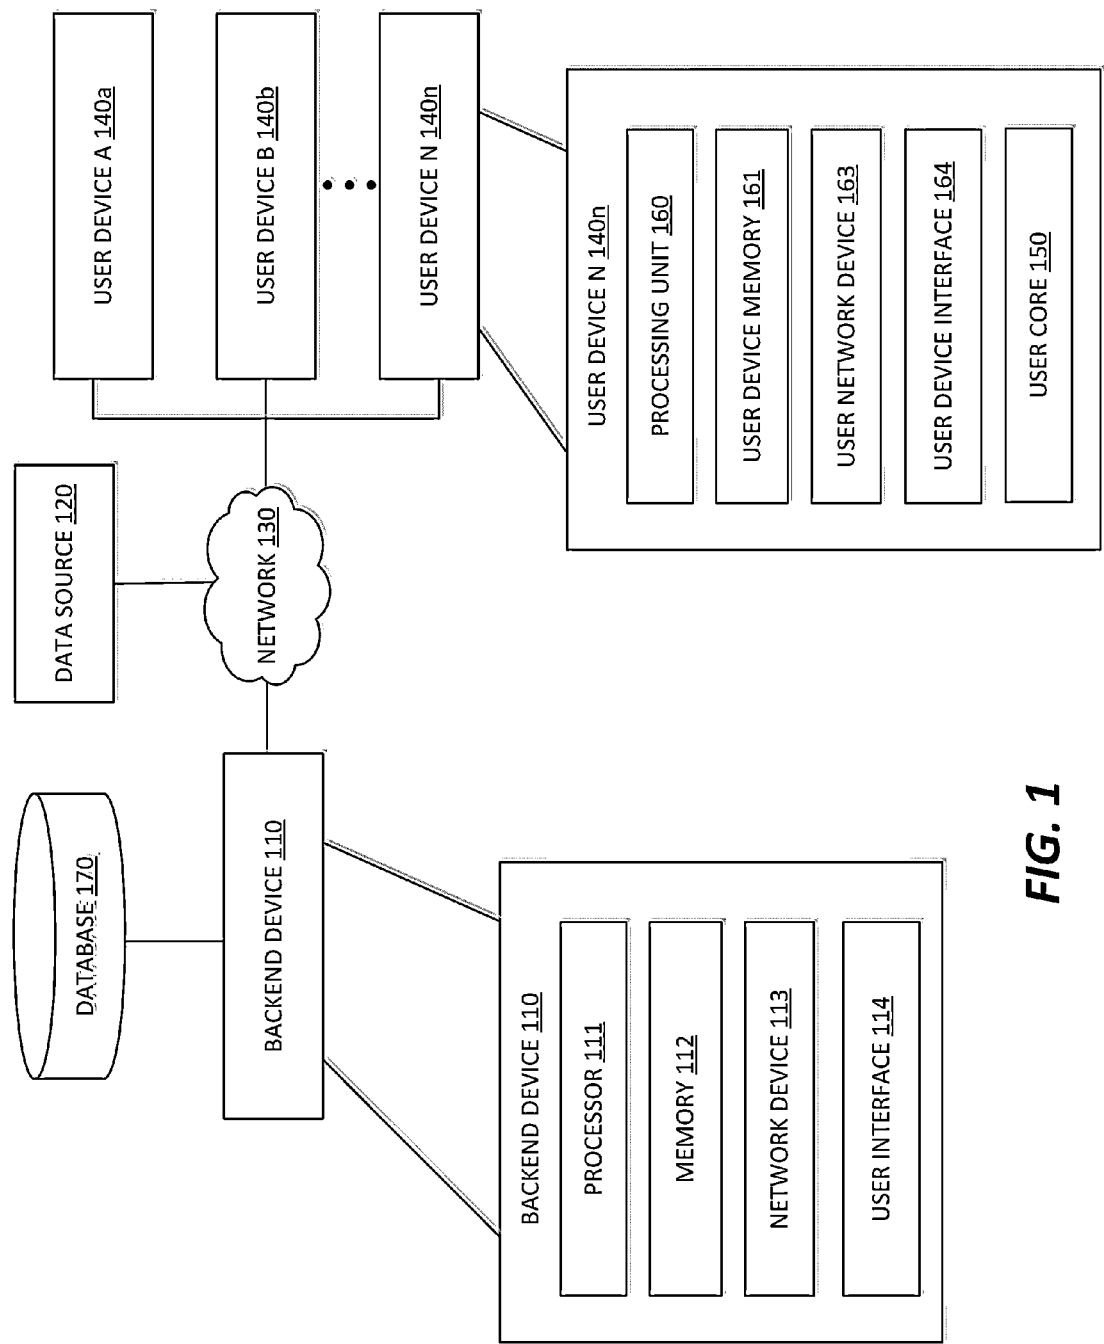 DATABASE 170
DATA SOURCE 120
USER DEVICE A 140a
BACKEND DEVICE 110
NETWORK 130
USER DEVICE B 140b
USER DEVICE N 140n
BACKEND DEVICE 110
PROCESSOR 111
MEMORY 112
NETWORK DEVICE 113
USER INTERFACE 114
USER DEVICE N 140n
PROCESSING UNIT 160
USER DEVICE MEMORY 161
USER NETWORK DEVICE 163
USER DEVICE INTERFACE 164
USER CORE 150
FIG. 1